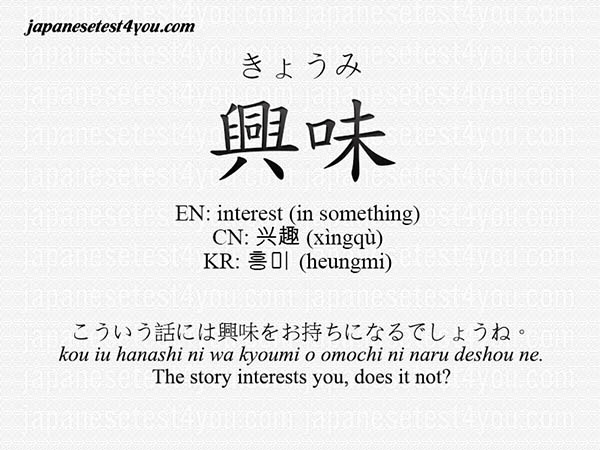 japanesetest4you.com
きょうみ
興味
EN: interest (in something)
CN: 兴趣 (xìngqù)
KR: 흥미 (heungmi)
こういう話には興味をお持ちになるでしょうね。
kou iu hanashi ni wa kyoumi o omochi ni naru deshou ne.
The story interests you, does it not?